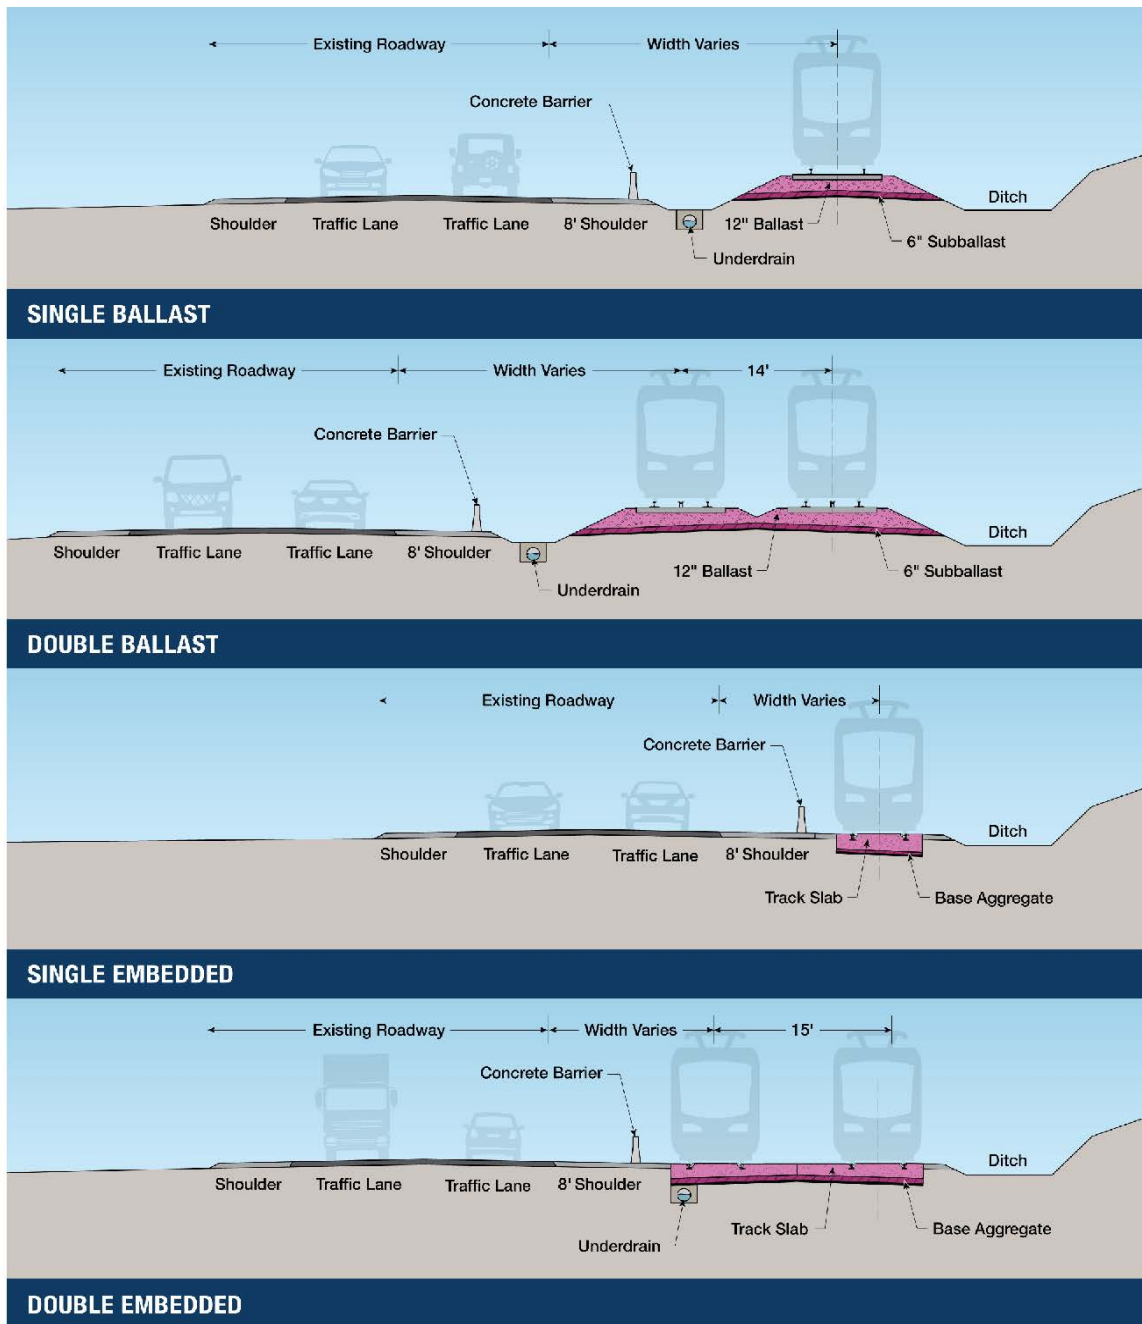 Existing Roadway
Width Varies
Concrete Barrier
Ditch
Shoulder
Traffic Lane
Traffic Lane
8' Shoulder
12" Ballast
6" Subballast
Underdrain
SINGLE BALLAST
Existing Roadway
Width Varies
14'
Concrete Barrier
Ditch
Shoulder
Traffic Lane
Traffic Lane
8' Shoulder
12" Ballast
6" Subballast
Underdrain
DOUBLE BALLAST
Existing Roadway
Width Varies
Concrete Barrier
Ditch
Shoulder
Traffic Lane
Traffic Lane
8' Shoulder
Track Slab
Base Aggregate
SINGLE EMBEDDED
Existing Roadway
Width Varies
15'
Concrete Barrier
Ditch
Shoulder
Traffic Lane
Traffic Lane
8' Shoulder
Track Slab
Base Aggregate
Underdrain
DOUBLE EMBEDDED